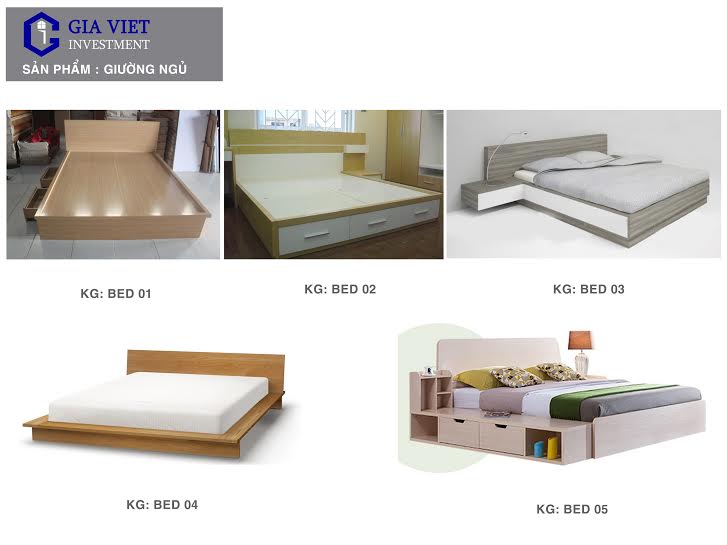 GIA VIET
INVESTMENT
SẢN PHẨM : GIƯỜNG NGỦ
KG: BED 01
KG: BED 02
KG: BED 03
KG: BED 04
KG: BED 05